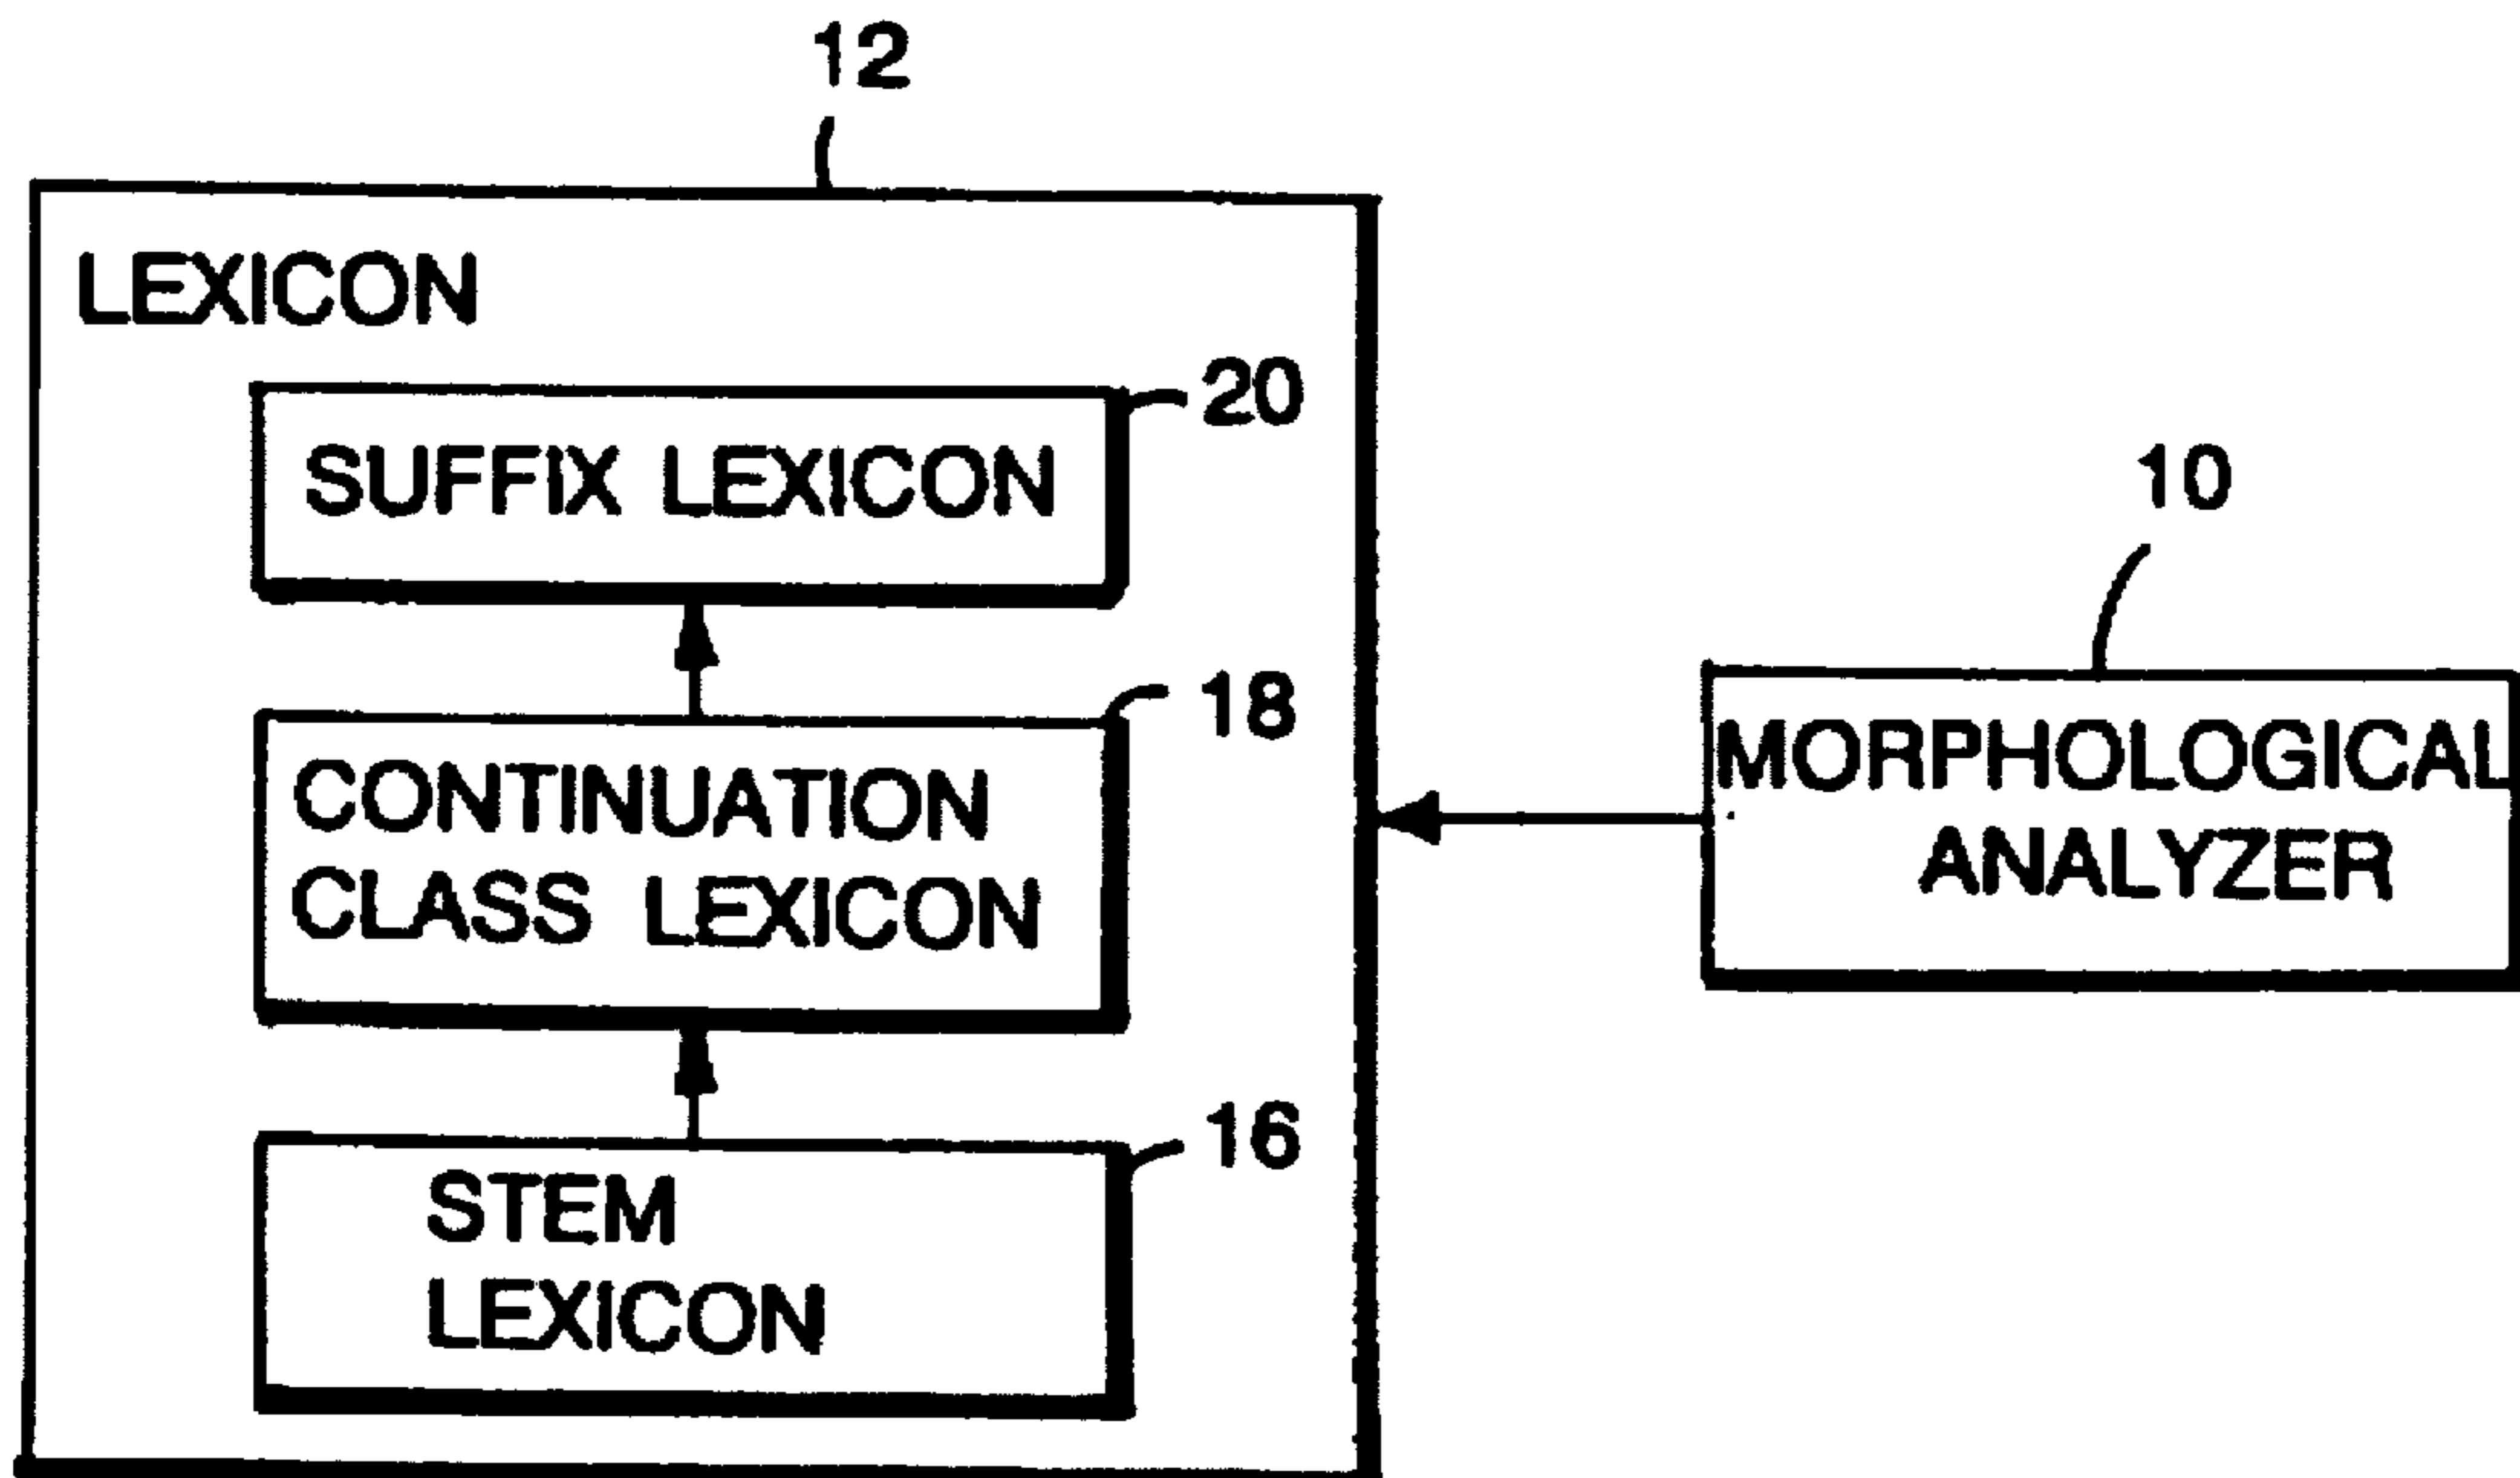 12
LEXICON
20
SUFFIX LEXICON
18
CONTINUATION
CLASS LEXICON
16
STEM
LEXICON
10
MORPHOLOGICAL
ANALYZER